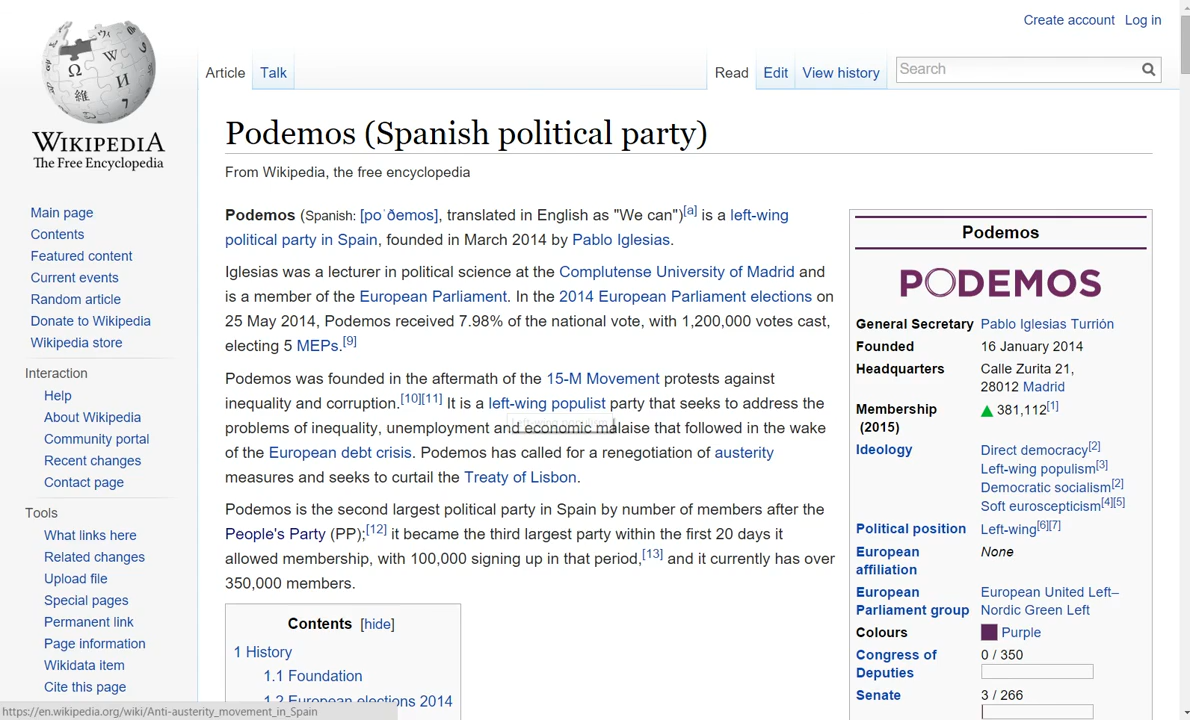 Create account Log in
Article Talk Read Edit View history Search
WIKIPEDIA
The Free Encyclopedia
Main page
Contents
Featured content
Current events
Random article
Donate to Wikipedia
Wikipedia store
Interaction
Help
About Wikipedia
Community portal
Recent changes
Contact page
Tools
What links here
Related changes
Upload file
Special pages
Permanent link
Page information
Wikidata item
Cite this page
Podemos (Spanish political party)
From Wikipedia, the free encyclopedia
Podemos (Spanish: [poˈðemos], translated in English as "We can")[a] is a left-wing
political party in Spain, founded in March 2014 by Pablo Iglesias.
Iglesias was a lecturer in political science at the Complutense University of Madrid and
is a member of the European Parliament. In the 2014 European Parliament elections on
25 May 2014, Podemos received 7.98% of the national vote, with 1,200,000 votes cast,
electing 5 MEPs.[9]
Podemos was founded in the aftermath of the 15-M Movement protests against
inequality and corruption.[10][11] It is a left-wing populist party that seeks to address the
problems of inequality, unemployment and economic malaise that followed in the wake
of the European debt crisis. Podemos has called for a renegotiation of austerity
measures and seeks to curtail the Treaty of Lisbon.
Podemos is the second largest political party in Spain by number of members after the
People's Party (PP);[12] it became the third largest party within the first 20 days it
allowed membership, with 100,000 signing up in that period,[13] and it currently has over
350,000 members.
Contents [hide]
1 History
1.1 Foundation
1.2 European elections 2014
Podemos
PODEMOS
General Secretary Pablo Iglesias Turrión
Founded 16 January 2014
Headquarters Calle Zurita 21,
28012 Madrid
Membership 381,112[1]
(2015)
Ideology Direct democracy[2]
Left-wing populism[3]
Democratic socialism[2]
Soft euroscepticism[4][5]
Political position Left-wing[6][7]
European None
affiliation
European European United Left–
Parliament group Nordic Green Left
Colours Purple
Congress of 0 / 350
Deputies
Senate 3 / 266
https://en.wikipedia.org/wiki/Anti-austerity_movement_in_Spain